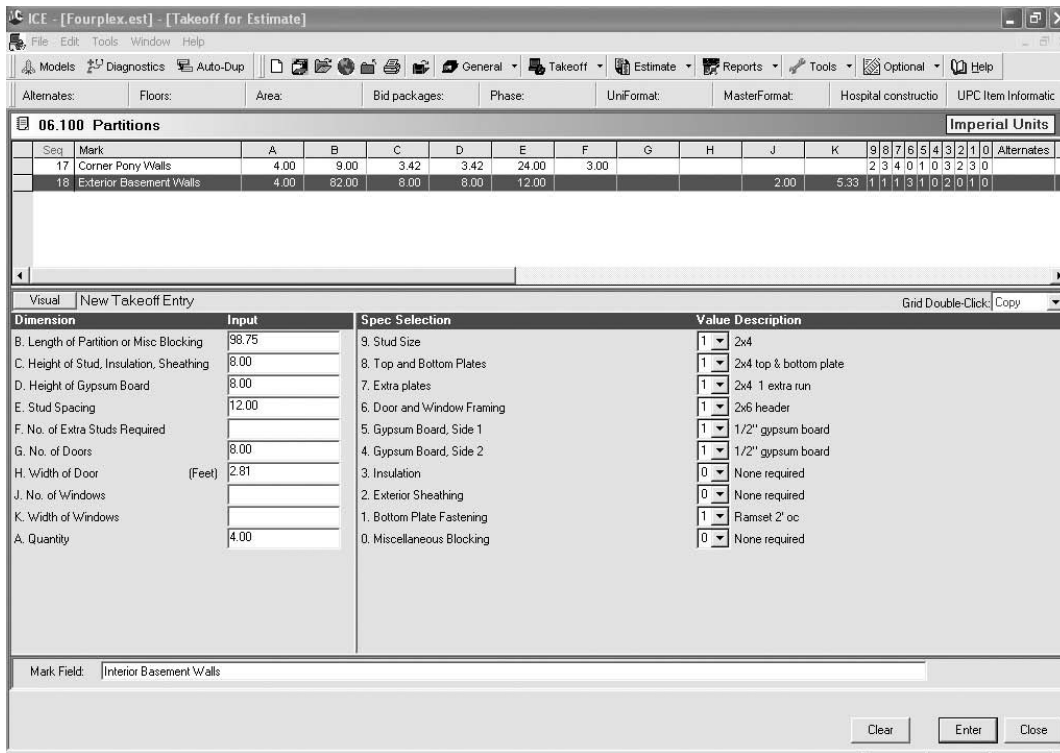 ICE - [Fourplex.est] - [Takeoff for Estimate]
File Edit Tools Window Help
Models Diagnostics Auto-Dup General Takeoff Estimate Reports Tools Optional Help
Alternates: Floors: Area: Bid packages: Phase: UniFormat: MasterFormat: Hospital constructio UPC Item Informatic
06.100 Partitions Imperial Units
Seq Mark A B C D E F G H J K 9 8 7 6 5 4 3 2 1 0 Alternates
17 Corner Pony Walls 4.00 9.00 3.42 3.42 24.00 3.00 2 3 4 0 1 0 3 2 3 0
18 Exterior Basement Walls 4.00 82.00 8.00 8.00 12.00 2.00 5.33 1 1 1 3 1 0 2 0 1 0
Visual New Takeoff Entry Grid Double-Click: Copy
Dimension Input Spec Selection Value Description
B. Length of Partition or Misc Blocking 98.75 9. Stud Size 1 2x4
C. Height of Stud, Insulation, Sheathing 8.00 8. Top and Bottom Plates 1 2x4 top & bottom plate
D. Height of Gypsum Board 8.00 7. Extra plates 1 2x4 1 extra run
E. Stud Spacing 12.00 6. Door and Window Framing 1 2x6 header
F. No. of Extra Studs Required 5. Gypsum Board, Side 1 1 1/2" gypsum board
G. No. of Doors 8.00 4. Gypsum Board, Side 2 1 1/2" gypsum board
H. Width of Door (Feet) 2.81 3. Insulation 0 None required
J. No. of Windows 2. Exterior Sheathing 0 None required
K. Width of Windows 1. Bottom Plate Fastening 1 Ramset 2' oc
A. Quantity 4.00 0. Miscellaneous Blocking 0 None required
Mark Field: Interior Basement Walls
Clear Enter Close